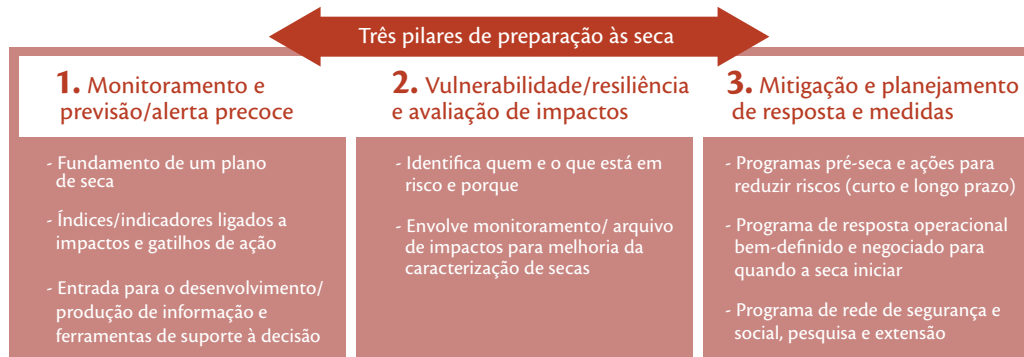 Três pilares de preparação às seca
1. Monitoramento e
previsão/alerta precoce
- Fundamento de um plano
de seca
- Índices/indicadores ligados a
impactos e gatilhos de ação
- Entrada para o desenvolvimento/
produção de informação e
ferramentas de suporte à decisão
2. Vulnerabilidade/resiliência
e avaliação de impactos
- Identifica quem e o que está em
risco e porque
- Envolve monitoramento/ arquivo
de impactos para melhoria da
caracterização de secas
3. Mitigação e planejamento
de resposta e medidas
- Programas pré-seca e ações para
reduzir riscos (curto e longo prazo)
- Programa de resposta operacional
bem-definido e negociado para
quando a seca iniciar
- Programa de rede de segurança e
social, pesquisa e extensão